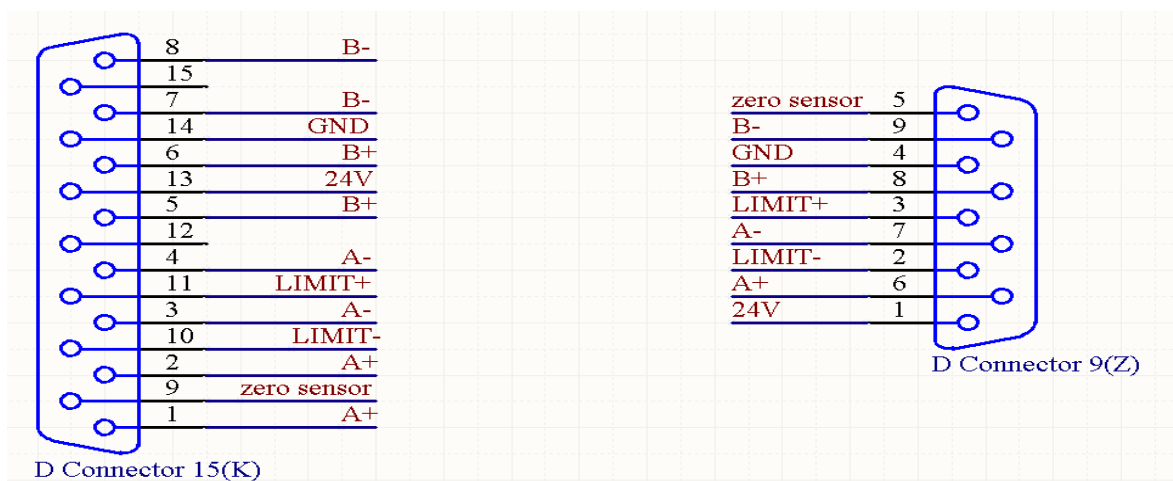 8 B-
15
7 B-
14 GND
6 B+
13 24V
5 B+
12
4 A-
11 LIMIT+
3 A-
10 LIMIT-
2 A+
9 zero sensor
1 A+
D Connector 15(K)
zero sensor 5
B- 9
GND 4
B+ 8
LIMIT+ 3
A- 7
LIMIT- 2
A+ 6
24V 1
D Connector 9(Z)